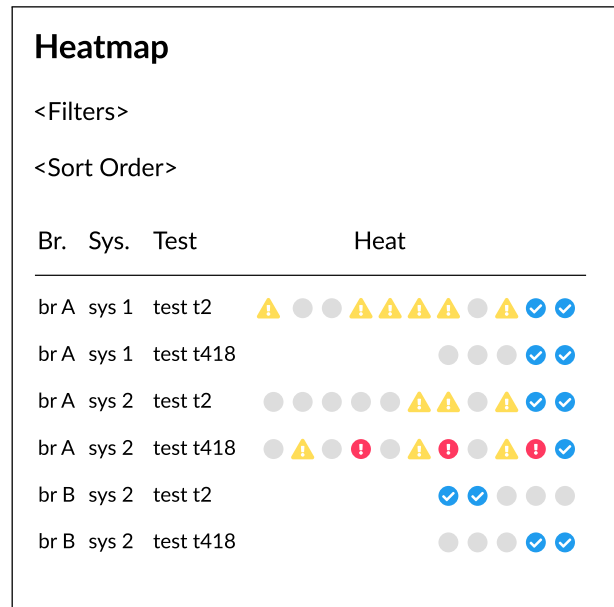 Heatmap
<Filters>
<Sort Order>
Br. Sys. Test Heat
br A sys 1 test t2
br A sys 1 test t418
br A sys 2 test t2
br A sys 2 test t418
br B sys 2 test t2
br B sys 2 test t418